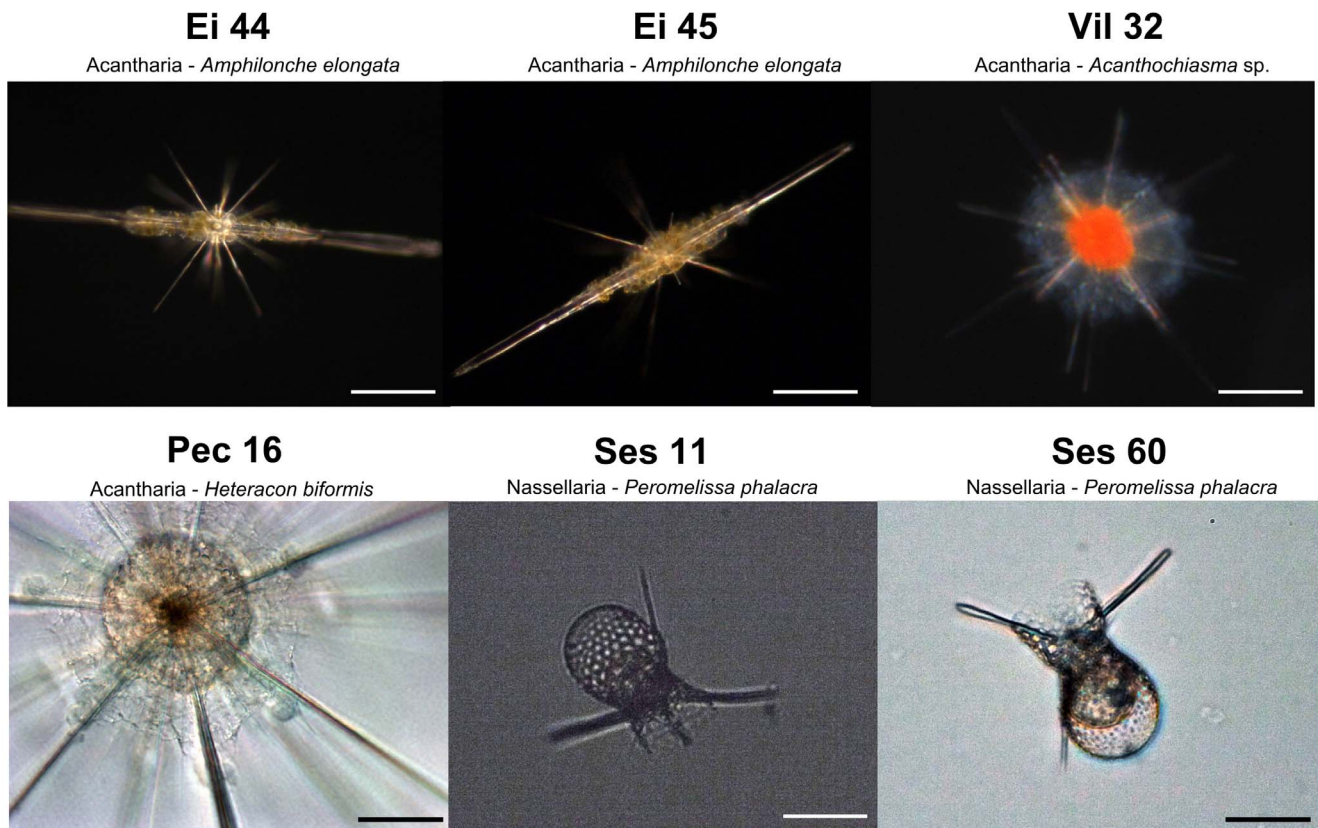 Ei 44
Acantharia - Amphilonche elongata
Ei 45
Acantharia - Amphilonche elongata
Vil 32
Acantharia - Acanthochiasma sp.
Pec 16
Acantharia - Heteracon biformis
Ses 11
Nassellaria - Peromelissa phalacra
Ses 60
Nassellaria - Peromelissa phalacra